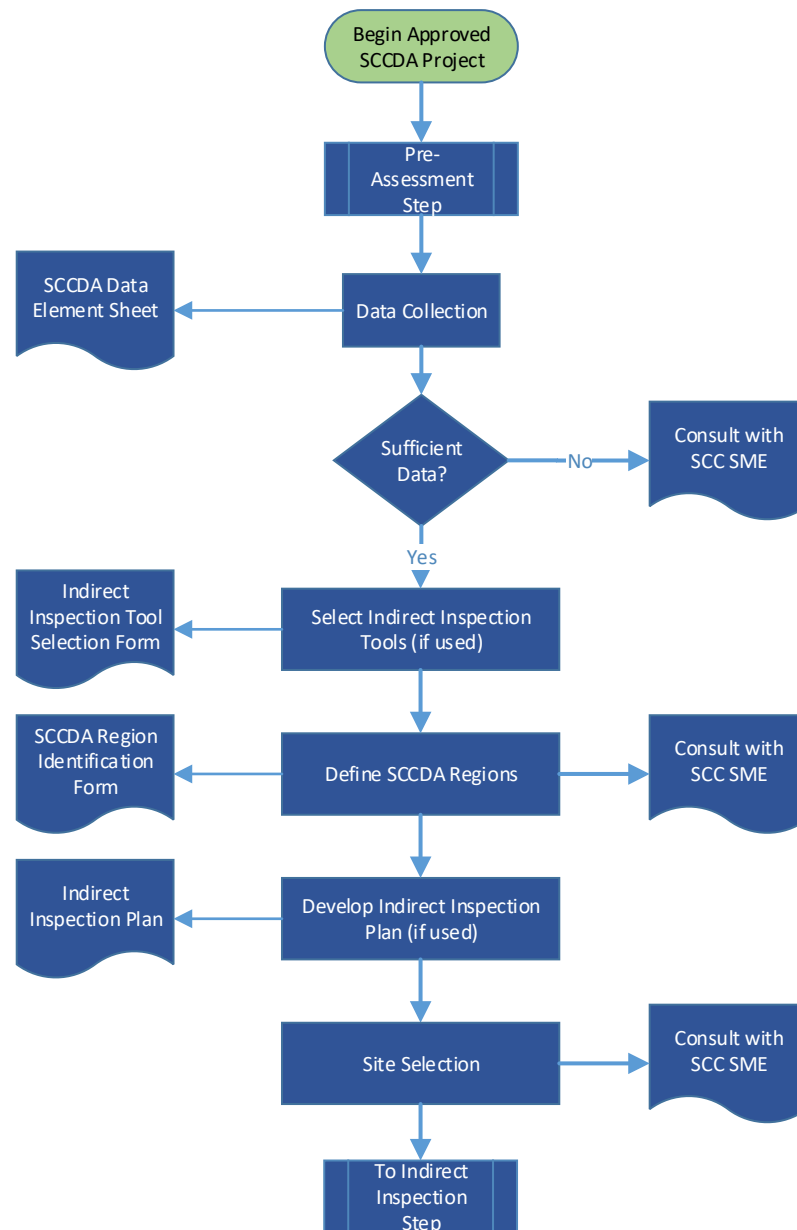 Begin Approved
SCCDA Project
Pre-
Assessment
Step
SCCDA Data
Element Sheet
Data Collection
Sufficient
Data?
No
Consult with
SCC SME
Yes
Indirect
Inspection Tool
Selection Form
Select Indirect Inspection
Tools (if used)
SCCDA Region
Identification
Form
Define SCCDA Regions
Consult with
SCC SME
Indirect
Inspection Plan
Develop Indirect Inspection
Plan (if used)
Site Selection
Consult with
SCC SME
To Indirect
Inspection
Step